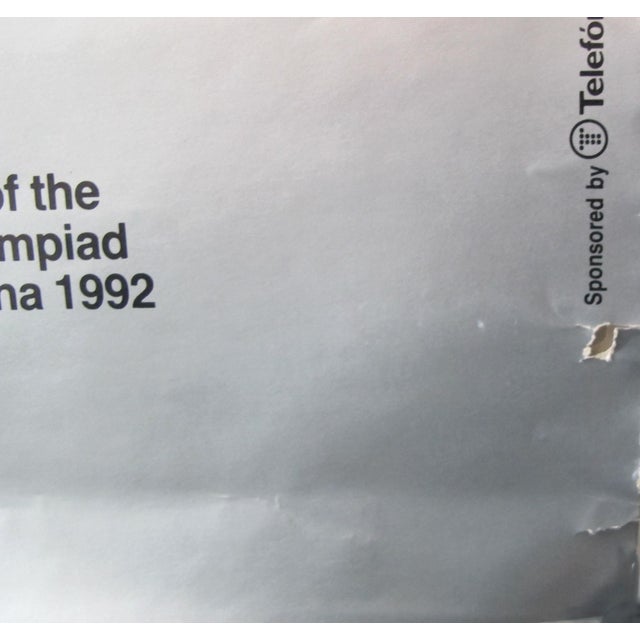 of the
mpiad
na 1992
Sponsored by Telefó